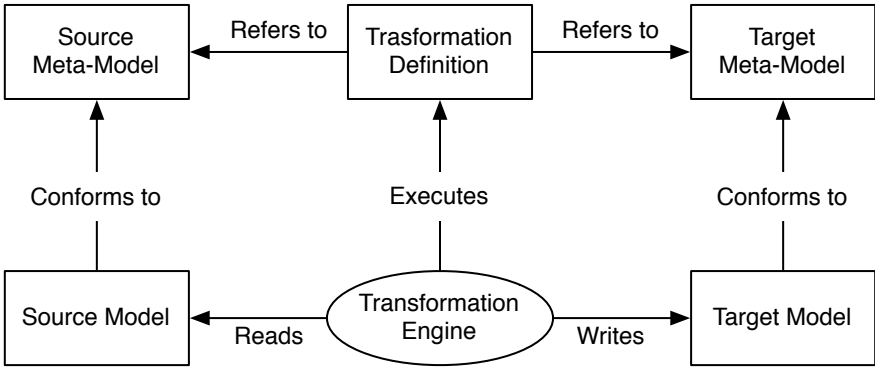 Source
Meta-Model
Refers to
Trasformation
Definition
Refers to
Target
Meta-Model
Conforms to
Executes
Conforms to
Source Model
Reads
Transformation
Engine
Writes
Target Model